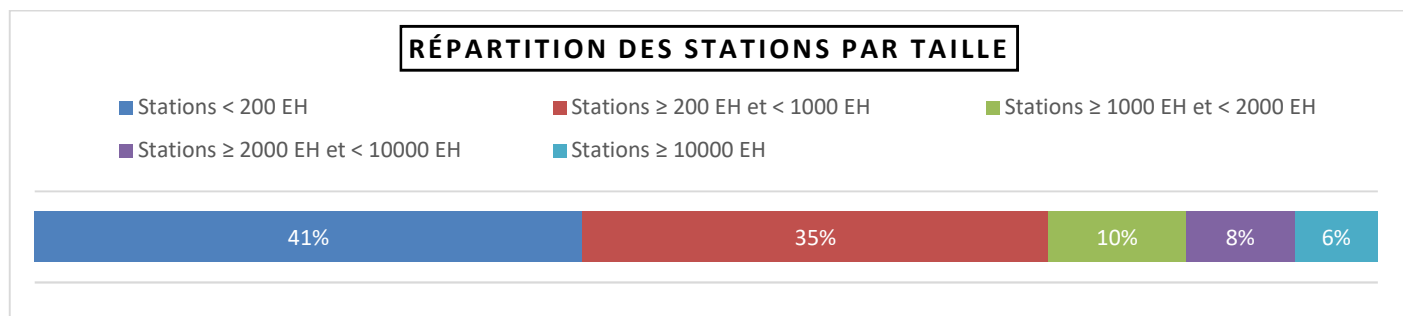 RÉPARTITION DES STATIONS PAR TAILLE
Stations < 200 EH
Stations ≥ 200 EH et < 1000 EH
Stations ≥ 1000 EH et < 2000 EH
Stations ≥ 2000 EH et < 10000 EH
Stations ≥ 10000 EH
41%
35%
10%
8%
6%